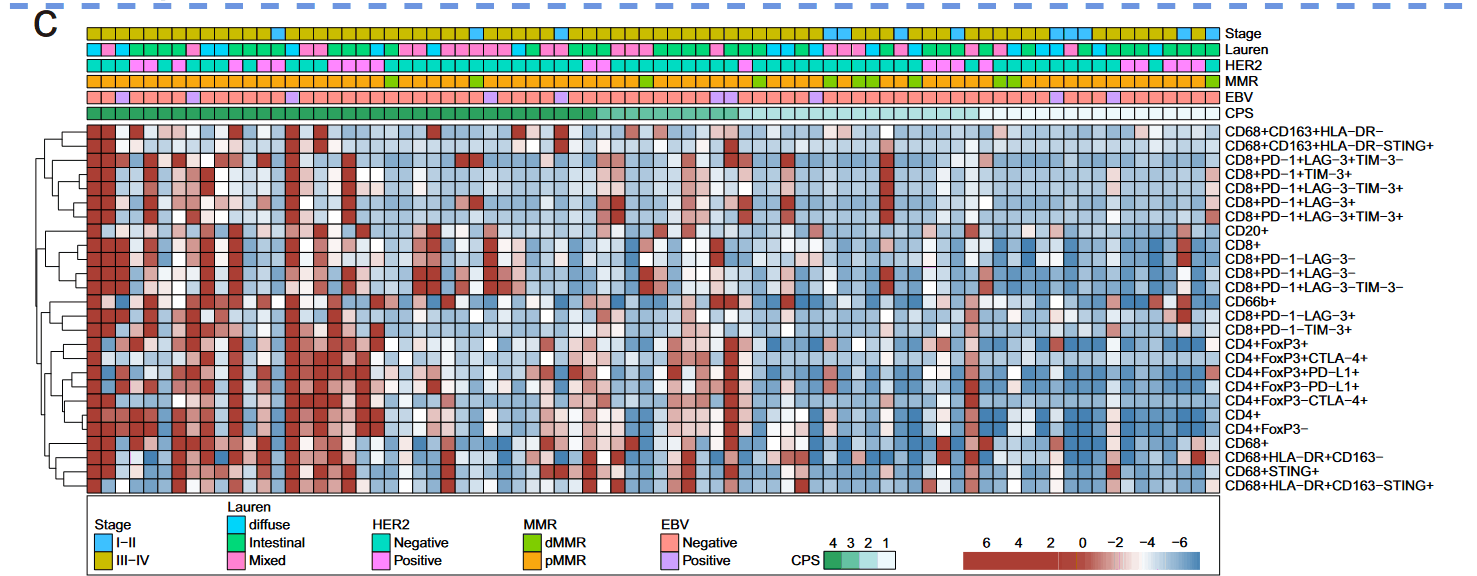 C
Stage
Lauren
HER2
MMR
EBV
CPS
CD68+CD163+HLA−DR−
CD68+CD163+HLA−DR−STING+
CD8+PD−1+LAG−3+TIM−3−
CD8+PD−1+TIM−3+
CD8+PD−1+LAG−3−TIM−3+
CD8+PD−1+LAG−3+
CD8+PD−1+LAG−3+TIM−3+
CD20+
CD8+
CD8+PD−1−LAG−3−
CD8+PD−1+LAG−3−
CD8+PD−1+LAG−3−TIM−3−
CD66b+
CD8+PD−1−LAG−3+
CD8+PD−1−TIM−3+
CD4+FoxP3+
CD4+FoxP3+CTLA−4+
CD4+FoxP3+PD−L1+
CD4+FoxP3−PD−L1+
CD4+FoxP3−CTLA−4+
CD4+
CD4+FoxP3−
CD68+
CD68+HLA−DR+CD163−
CD68+STING+
CD68+HLA−DR+CD163−STING+
Stage
I−II
III−IV
Lauren
diffuse
Intestinal
Mixed
HER2
Negative
Positive
MMR
dMMR
pMMR
EBV
Negative
Positive
CPS
4 3 2 1
6 4 2 0 −2 −4 −6